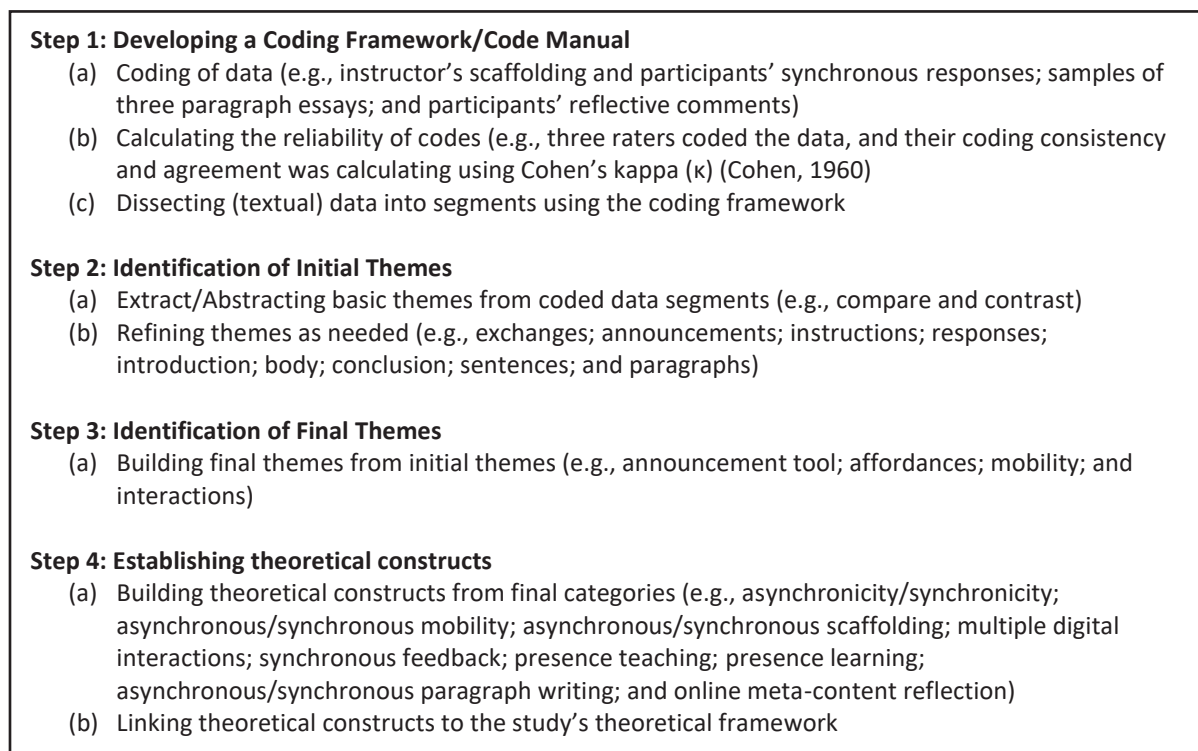 Step 1: Developing a Coding Framework/Code Manual
(a) Coding of data (e.g., instructor’s scaffolding and participants’ synchronous responses; samples of
three paragraph essays; and participants’ reflective comments)
(b) Calculating the reliability of codes (e.g., three raters coded the data, and their coding consistency
and agreement was calculating using Cohen’s kappa (κ) (Cohen, 1960)
(c) Dissecting (textual) data into segments using the coding framework
Step 2: Identification of Initial Themes
(a) Extract/Abstracting basic themes from coded data segments (e.g., compare and contrast)
(b) Refining themes as needed (e.g., exchanges; announcements; instructions; responses;
introduction; body; conclusion; sentences; and paragraphs)
Step 3: Identification of Final Themes
(a) Building final themes from initial themes (e.g., announcement tool; affordances; mobility; and
interactions)
Step 4: Establishing theoretical constructs
(a) Building theoretical constructs from final categories (e.g., asynchronicity/synchronicity;
asynchronous/synchronous mobility; asynchronous/synchronous scaffolding; multiple digital
interactions; synchronous feedback; presence teaching; presence learning;
asynchronous/synchronous paragraph writing; and online meta-content reflection)
(b) Linking theoretical constructs to the study’s theoretical framework